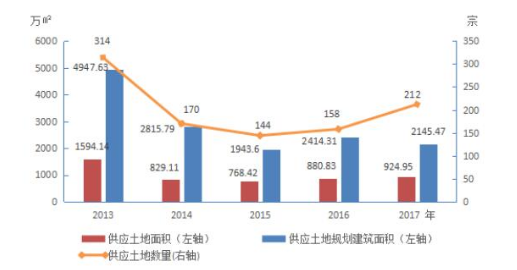 万㎡ 宗
6000 314 350
5000 4947.63 300
4000 250
3000 2815.79 170 144 2414.31 158 212 2145.47 200
2000 1594.14 1943.6 150
1000 829.11 768.42 880.83 924.95 100
50
0 0
2013 2014 2015 2016 2017 年
供应土地面积（左轴） 供应土地规划建筑面积（左轴）
供应土地数量(右轴)